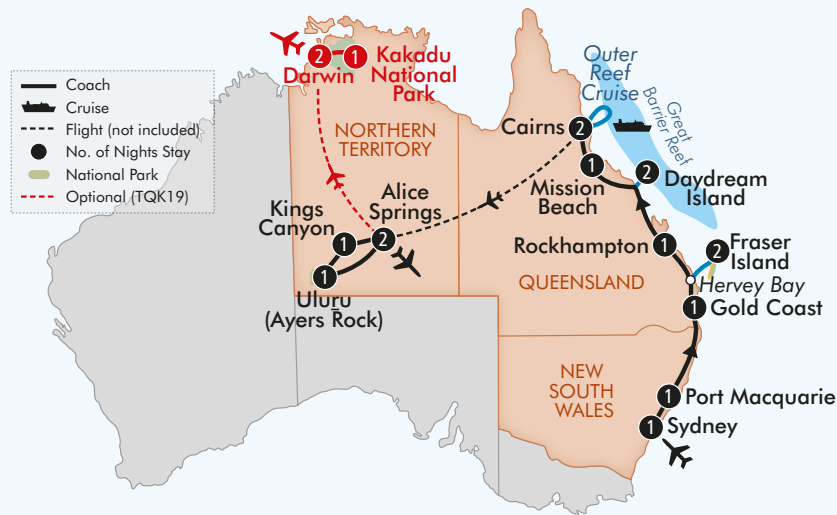 Coach
Cruise
Flight (not included)
1
No. of Nights Stay
National Park
Optional (TQK19)
2
1
Darwin
Kakadu
National
Park
NORTHERN
TERRITORY
Outer
Reef
Cruise
Great
Barrier Reef
Cairns
2
1
Mission
Beach
2
Daydream
Island
Alice
Springs
2
Kings
Canyon
1
1
Uluṟu
(Ayers Rock)
Rockhampton
1
2
Fraser
Island
QUEENSLAND
Hervey Bay
1
Gold Coast
NEW
SOUTH
WALES
1
Port Macquarie
1
Sydney